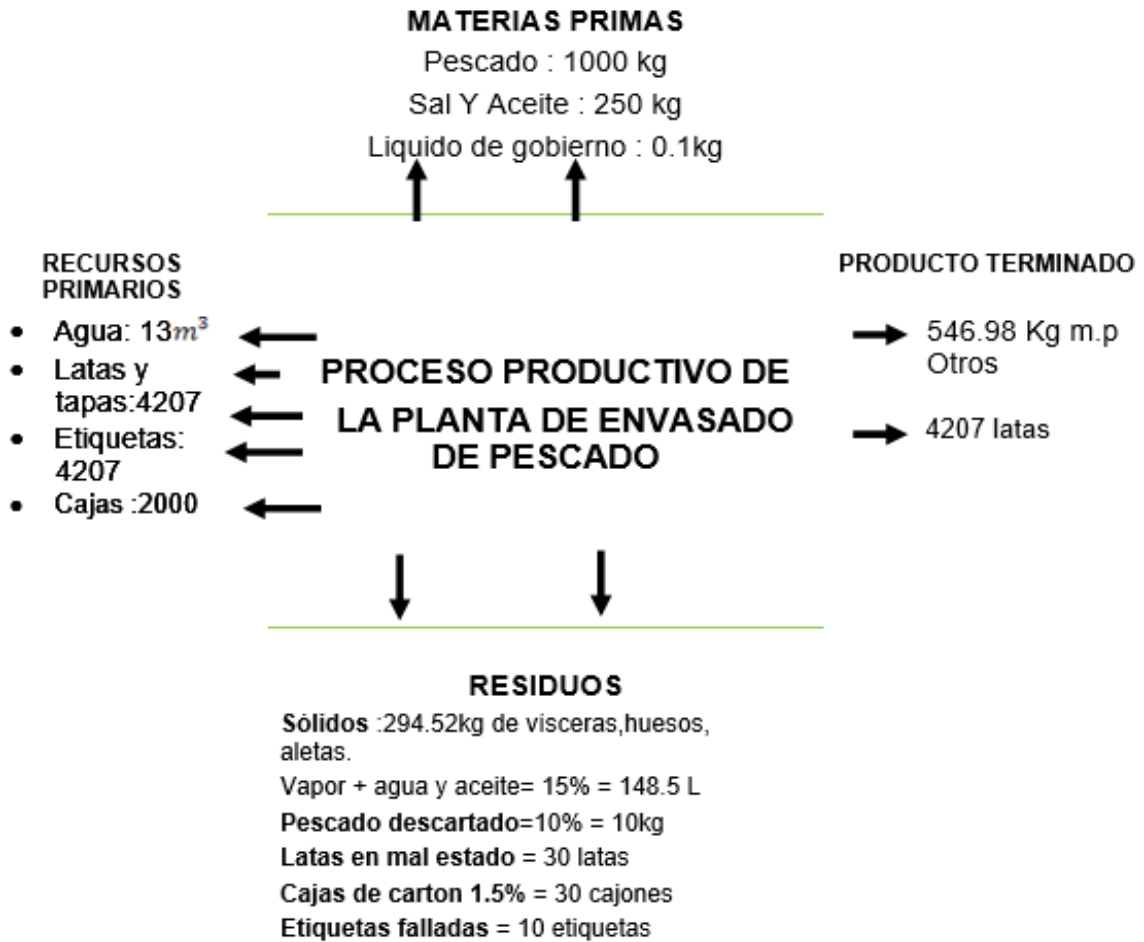 MATERIAS PRIMAS
Pescado : 1000 kg
Sal Y Aceite : 250 kg
Liquido de gobierno : 0.1kg
RECURSOS
PRIMARIOS
• Agua: 13m³
• Latas y
tapas:4207
• Etiquetas:
4207
• Cajas :2000
PROCESO PRODUCTIVO DE
LA PLANTA DE ENVASADO
DE PESCADO
PRODUCTO TERMINADO
546.98 Kg m.p
Otros
4207 latas
RESIDUOS
Sólidos :294.52kg de visceras,huesos,
aletas.
Vapor + agua y aceite= 15% = 148.5 L
Pescado descartado=10% = 10kg
Latas en mal estado = 30 latas
Cajas de carton 1.5% = 30 cajones
Etiquetas falladas = 10 etiquetas